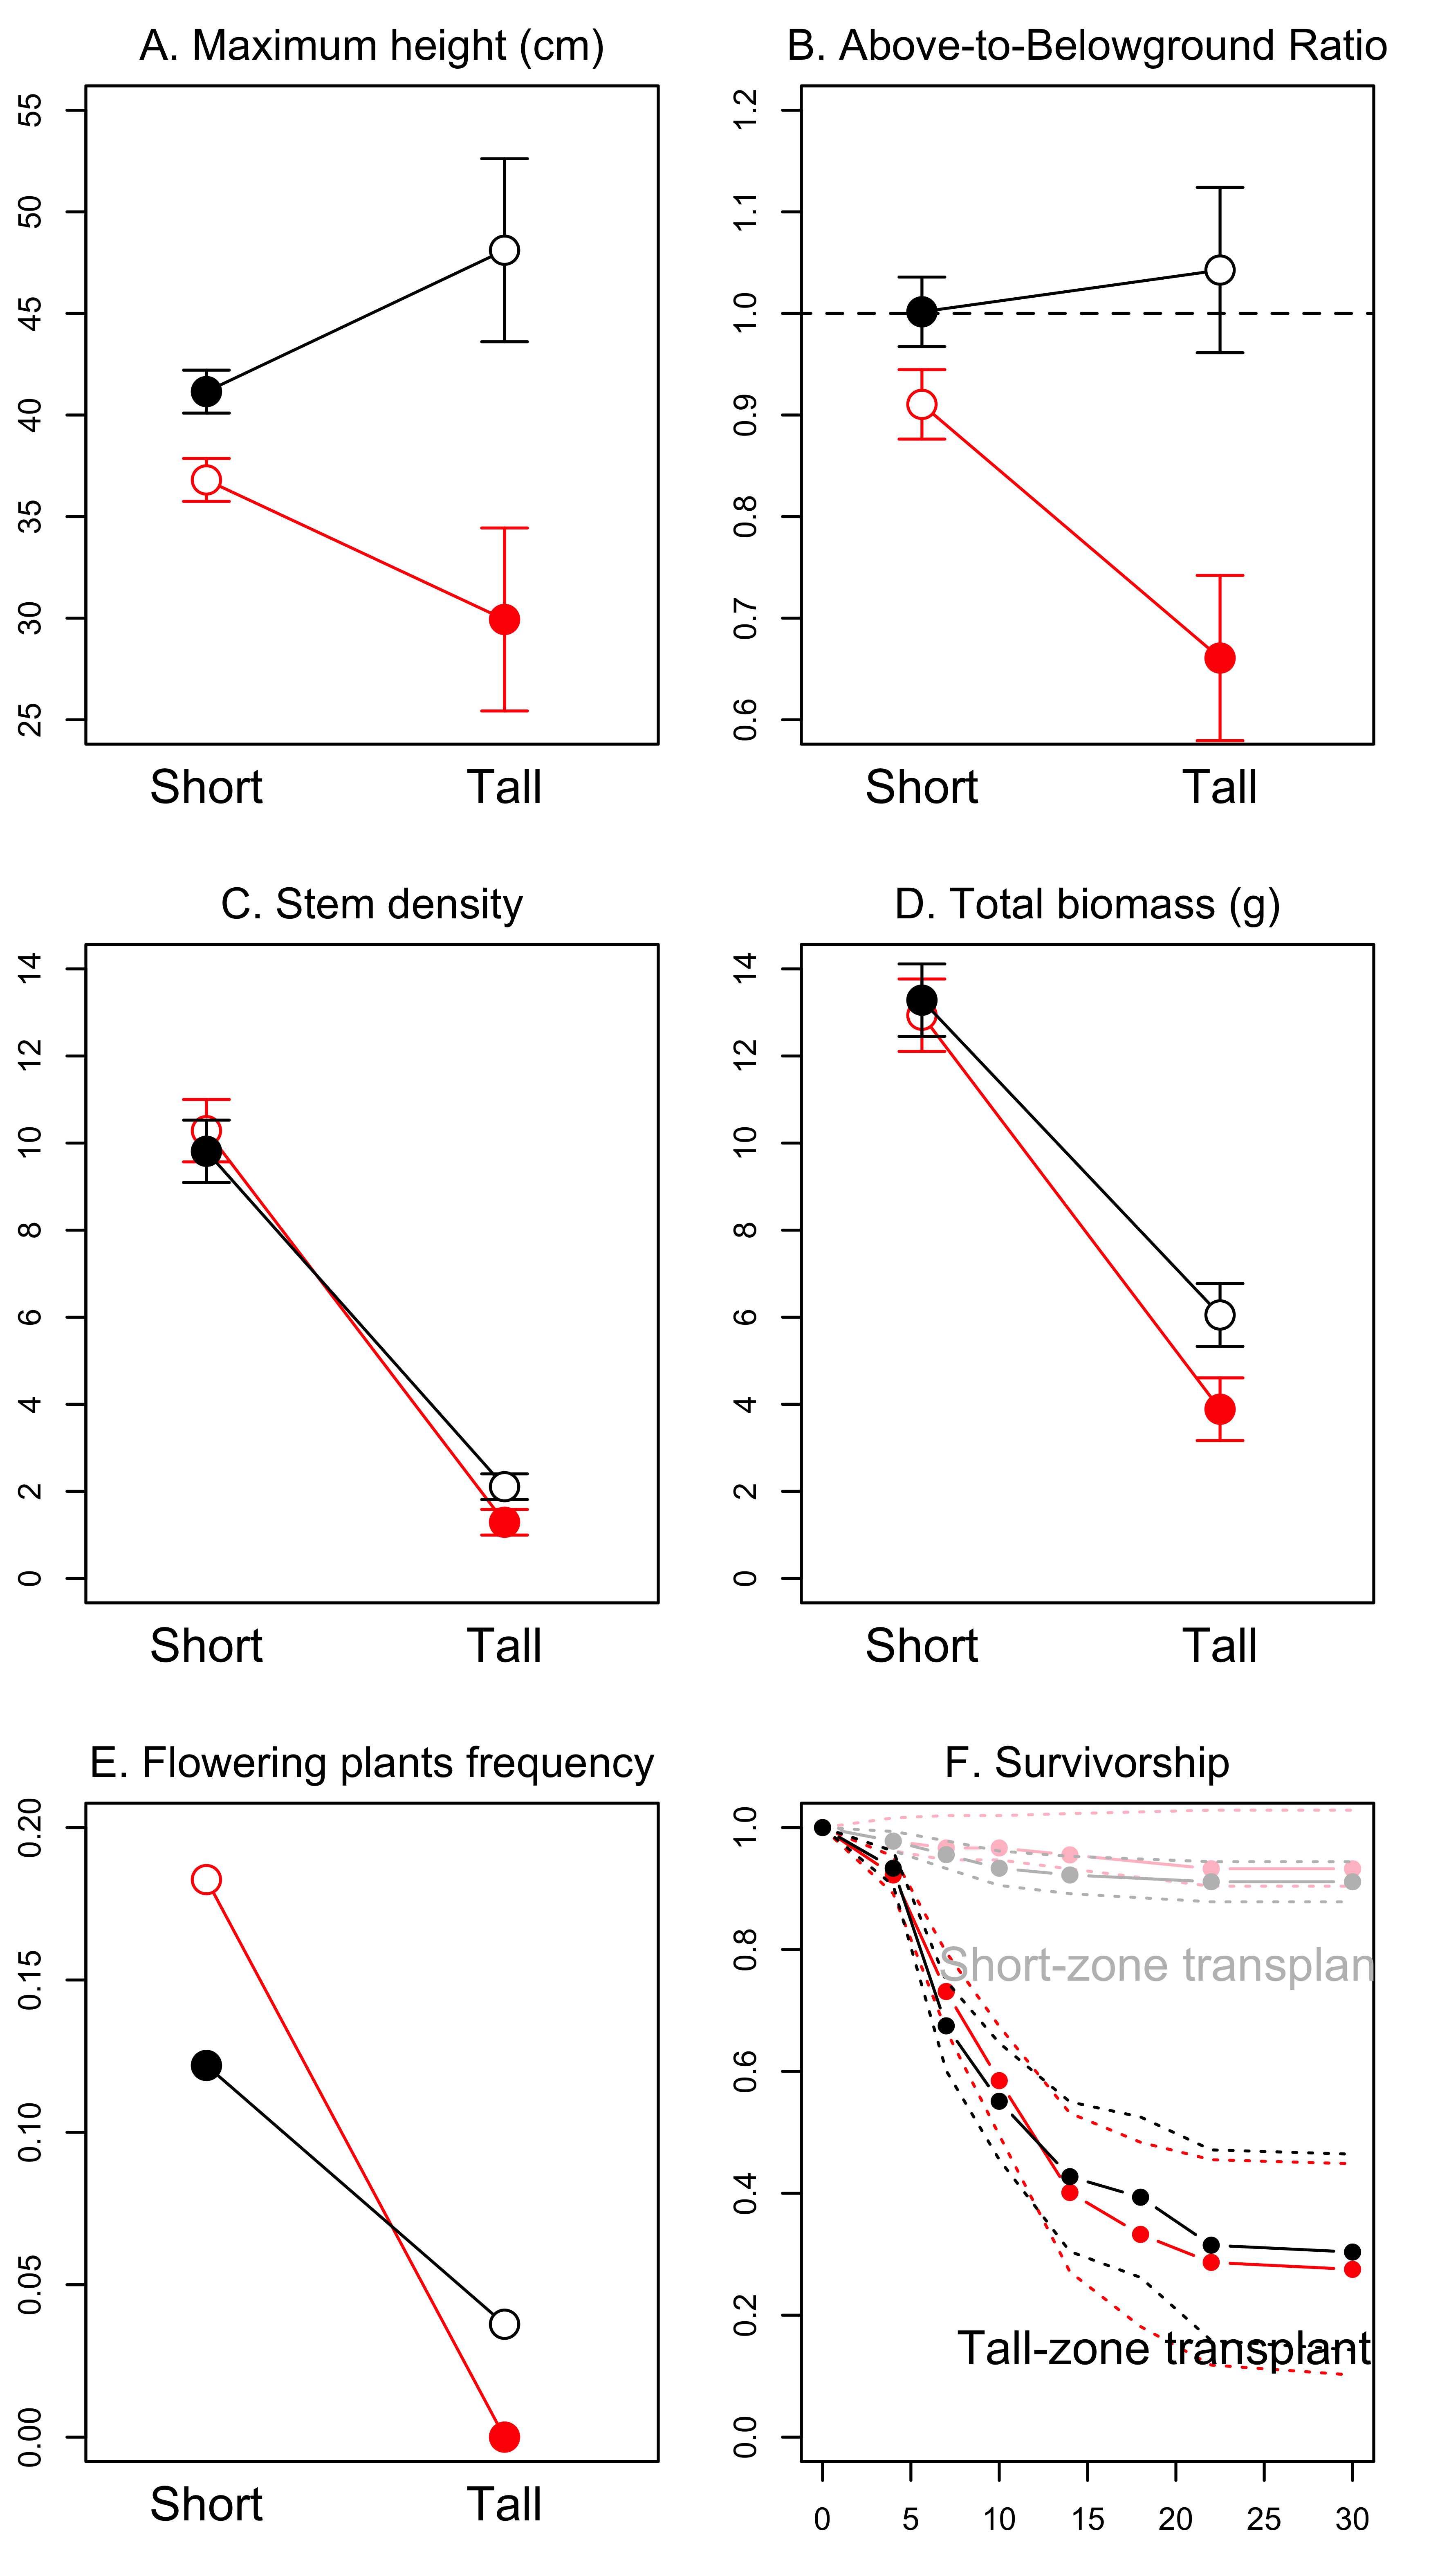 A. Maximum height (cm)
55
50
45
40
35
30
25
Short Tall
B. Above-to-Belowground Ratio
1.2
1.1
1.0
0.9
0.8
0.7
0.6
Short Tall
C. Stem density
14
12
10
8
6
4
2
0
Short Tall
D. Total biomass (g)
14
12
10
8
6
4
2
0
Short Tall
E. Flowering plants frequency
0.20
0.15
0.10
0.05
0.00
Short Tall
F. Survivorship
1.0
0.8
0.6
0.4
0.2
0.0
Short-zone transplan
Tall-zone transplant
0 5 10 15 20 25 30